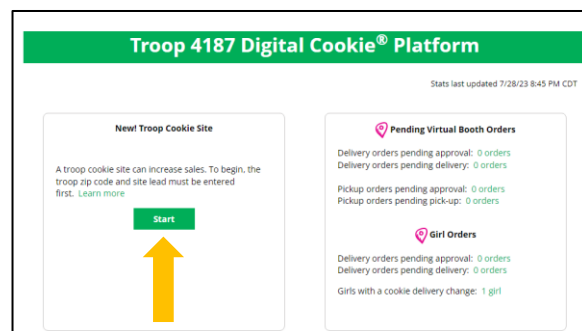 Troop 4187 Digital Cookie® Platform
Stats last updated 7/28/23 8:45 PM CDT
New! Troop Cookie Site
A troop cookie site can increase sales. To begin, the
troop zip code and site lead must be entered
first. Learn more
Start
Pending Virtual Booth Orders
Delivery orders pending approval: 0 orders
Delivery orders pending delivery: 0 orders
Pickup orders pending approval: 0 orders
Pickup orders pending pick-up: 0 orders
Girl Orders
Delivery orders pending approval: 0 orders
Delivery orders pending delivery: 0 orders
Girls with a cookie delivery change: 1 girl